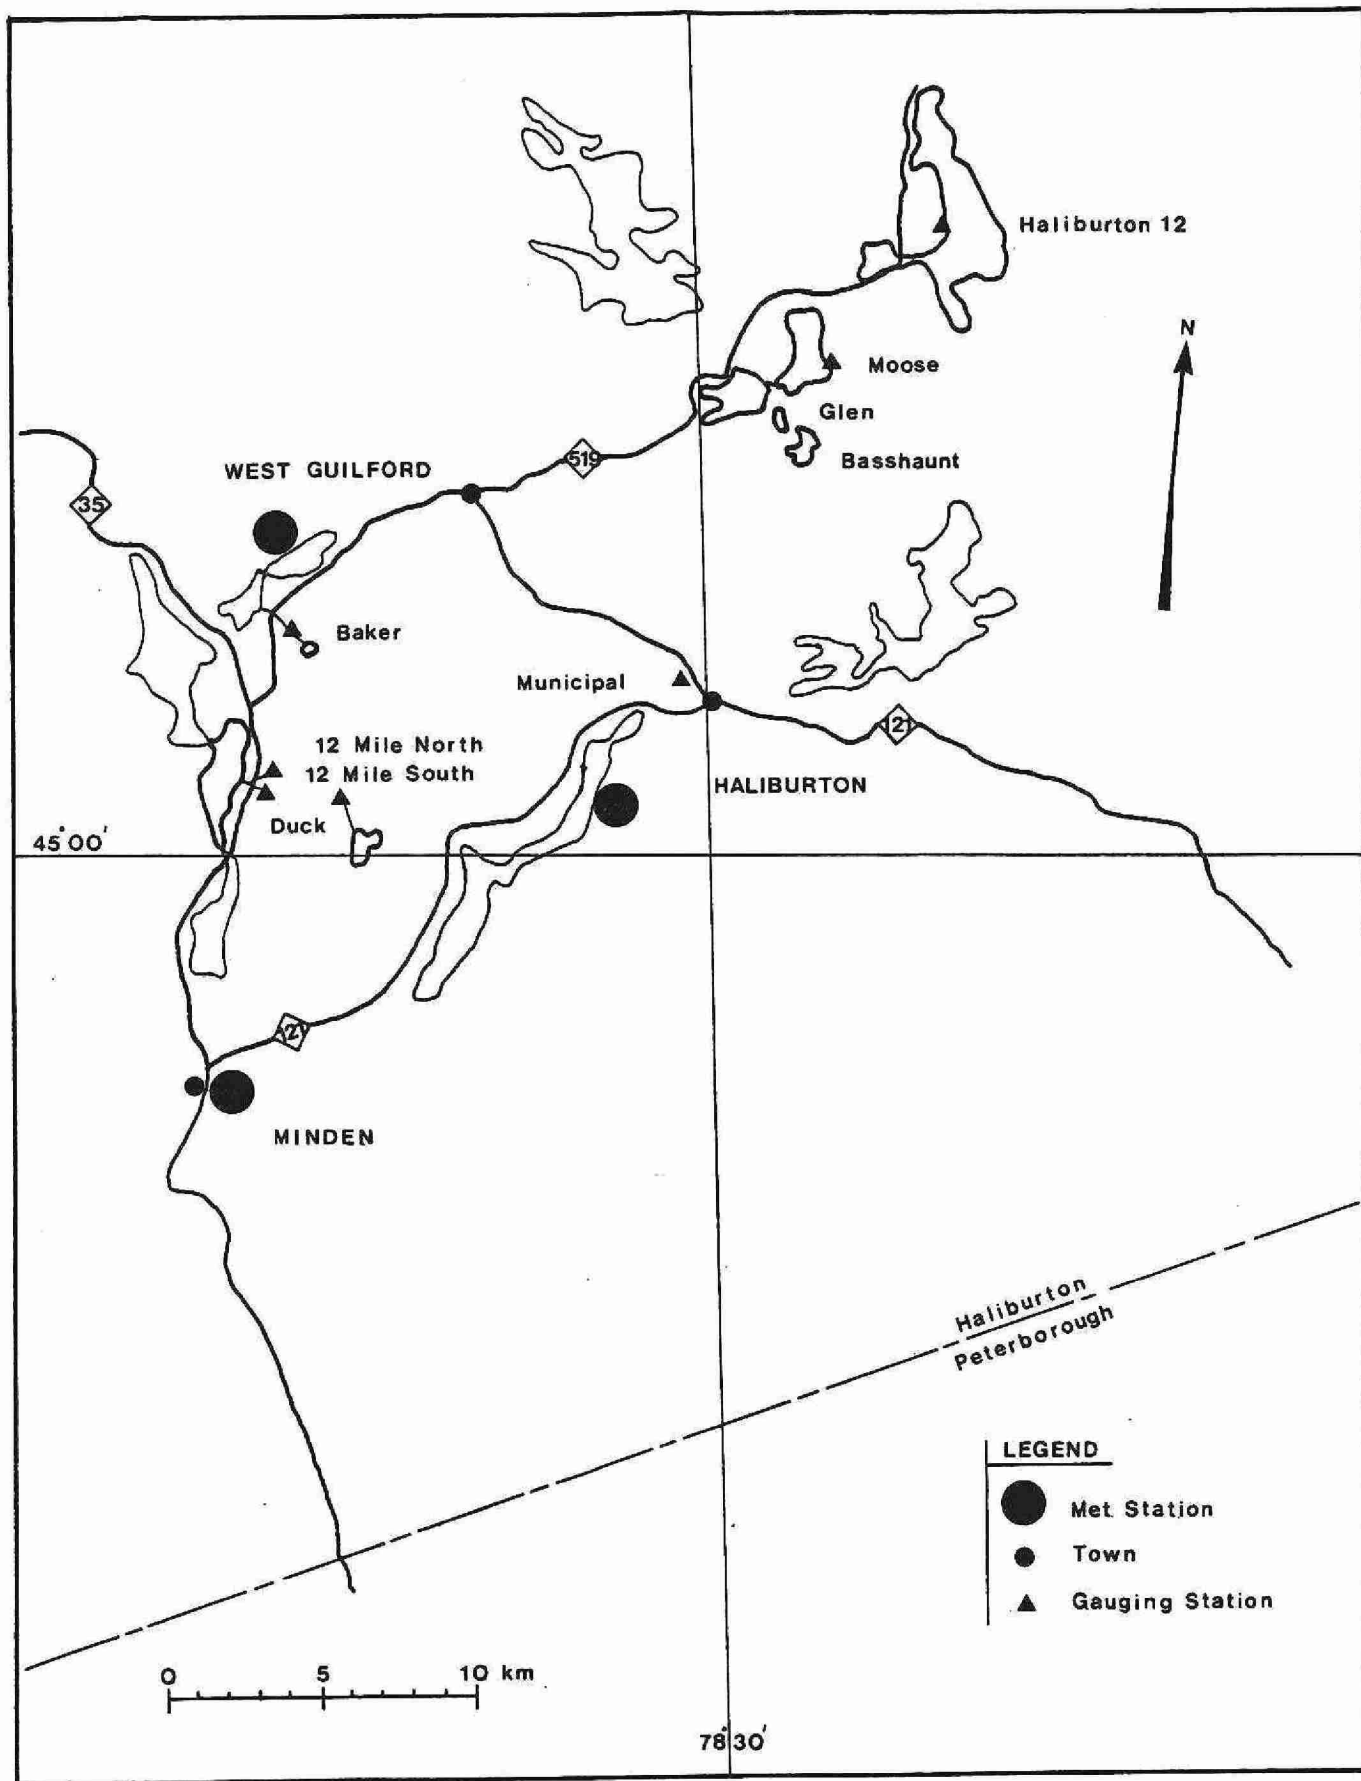 Haliburton 12
N
Moose
Glen
Basshaunt
519
WEST GUILFORD
35
Baker
Municipal
121
12 Mile North
12 Mile South
HALIBURTON
Duck
45°00'
121
MINDEN
Haliburton
Peterborough
LEGEND
Met Station
Town
Gauging Station
0 5 10 km
78°30'